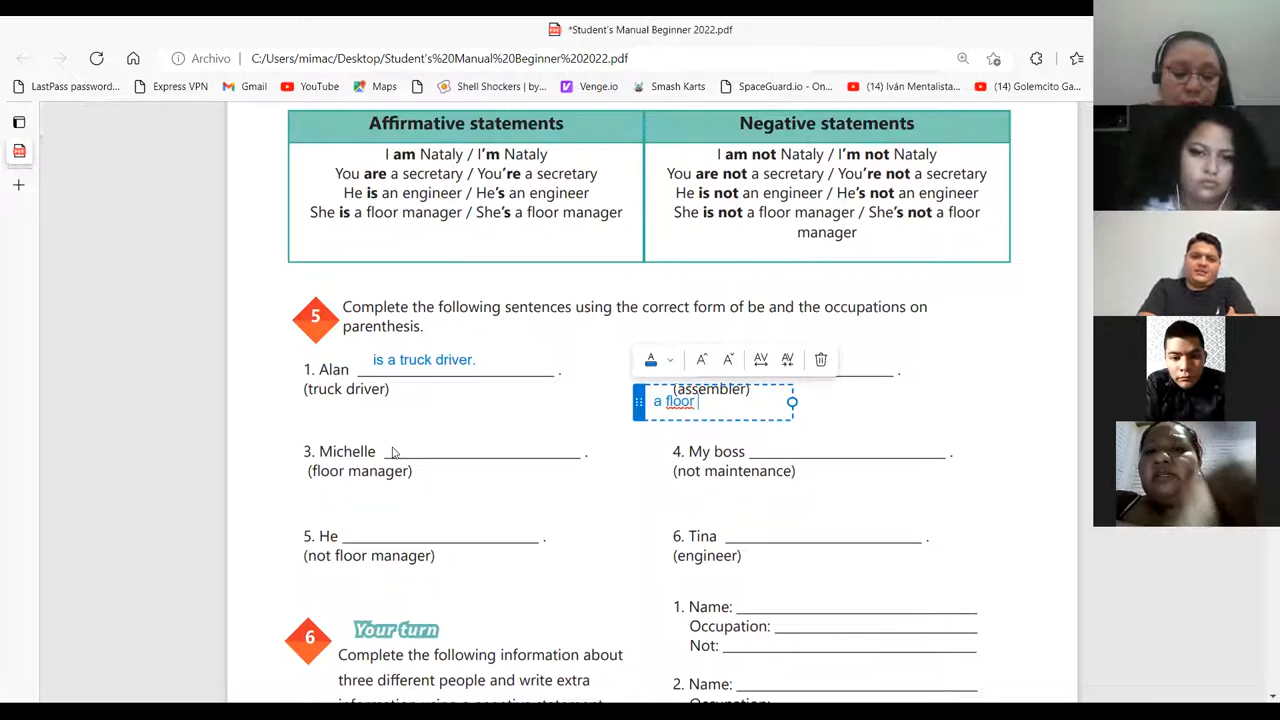 *Student's Manual Beginner 2022.pdf
Archivo | C:/Users/mimac/Desktop/Student's%20Manual%20Beginner%202022.pdf
LastPass password... Express VPN Gmail YouTube Maps Shell Shockers | by... Venge.io Smash Karts SpaceGuard.io - On... (14) Iván Mentalista... (14) Golemcito Ga...
Affirmative statements Negative statements
I am Nataly / I'm Nataly
You are a secretary / You're a secretary
He is an engineer / He's an engineer
She is a floor manager / She's a floor manager
I am not Nataly / I'm not Nataly
You are not a secretary / You're not a secretary
He is not an engineer / He's not an engineer
She is not a floor manager / She's not a floor
manager
5 Complete the following sentences using the correct form of be and the occupations on
parenthesis.
1. Alan is a truck driver. .
(truck driver)
.
(assembler)
a floor
3. Michelle .
(floor manager)
4. My boss .
(not maintenance)
5. He .
(not floor manager)
6. Tina .
(engineer)
6 Your turn
Complete the following information about
three different people and write extra
information using a negative statement
1. Name:
Occupation:
Not:
2. Name:
Occupation: